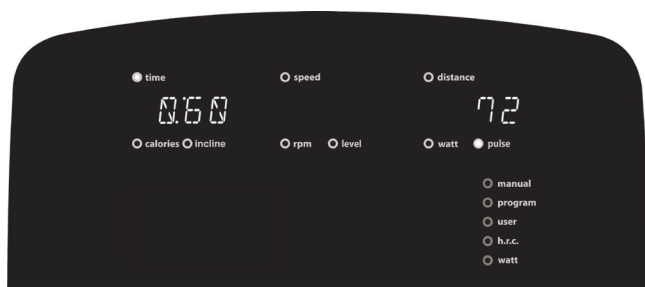 time speed distance
0:60 72
calories incline rpm level watt pulse
manual
program
user
h.r.c.
watt